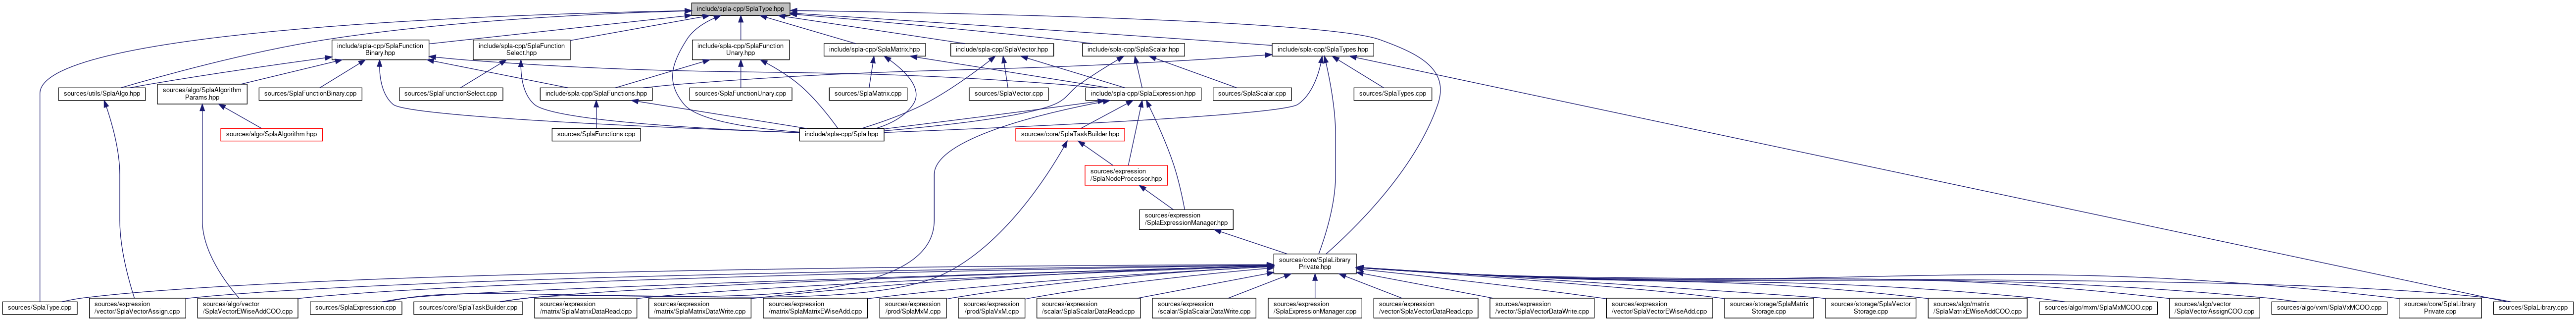 include/spla-cpp/SplaType.hpp
include/spla-cpp/SplaFunction
Binary.hpp
include/spla-cpp/SplaFunction
Select.hpp
include/spla-cpp/SplaFunction
Unary.hpp
include/spla-cpp/SplaMatrix.hpp
include/spla-cpp/SplaVector.hpp
include/spla-cpp/SplaScalar.hpp
include/spla-cpp/SplaTypes.hpp
sources/utils/SplaAlgo.hpp
sources/algo/SplaAlgorithm
Params.hpp
sources/SplaFunctionBinary.cpp
sources/SplaFunctionSelect.cpp
include/spla-cpp/SplaFunctions.hpp
sources/SplaFunctionUnary.cpp
sources/SplaMatrix.cpp
sources/SplaVector.cpp
include/spla-cpp/SplaExpression.hpp
sources/SplaScalar.cpp
sources/SplaTypes.cpp
sources/algo/SplaAlgorithm.hpp
sources/SplaFunctions.cpp
include/spla-cpp/Spla.hpp
sources/core/SplaTaskBuilder.hpp
sources/expression
/SplaNodeProcessor.hpp
sources/expression
/SplaExpressionManager.hpp
sources/core/SplaLibrary
Private.hpp
sources/SplaType.cpp
sources/expression
/vector/SplaVectorAssign.cpp
sources/algo/vector
/SplaVectorEWiseAddCOO.cpp
sources/SplaExpression.cpp
sources/core/SplaTaskBuilder.cpp
sources/expression
/matrix/SplaMatrixDataRead.cpp
sources/expression
/matrix/SplaMatrixDataWrite.cpp
sources/expression
/matrix/SplaMatrixEWiseAdd.cpp
sources/expression
/prod/SplaMxM.cpp
sources/expression
/prod/SplaVxM.cpp
sources/expression
/scalar/SplaScalarDataRead.cpp
sources/expression
/scalar/SplaScalarDataWrite.cpp
sources/expression
/SplaExpressionManager.cpp
sources/expression
/vector/SplaVectorDataRead.cpp
sources/expression
/vector/SplaVectorDataWrite.cpp
sources/expression
/vector/SplaVectorEWiseAdd.cpp
sources/storage/SplaMatrix
Storage.cpp
sources/storage/SplaVector
Storage.cpp
sources/algo/matrix
/SplaMatrixEWiseAddCOO.cpp
sources/algo/mxm/SplaMxMCOO.cpp
sources/algo/vector
/SplaVectorAssignCOO.cpp
sources/algo/vxm/SplaVxMCOO.cpp
sources/core/SplaLibrary
Private.cpp
sources/SplaLibrary.cpp